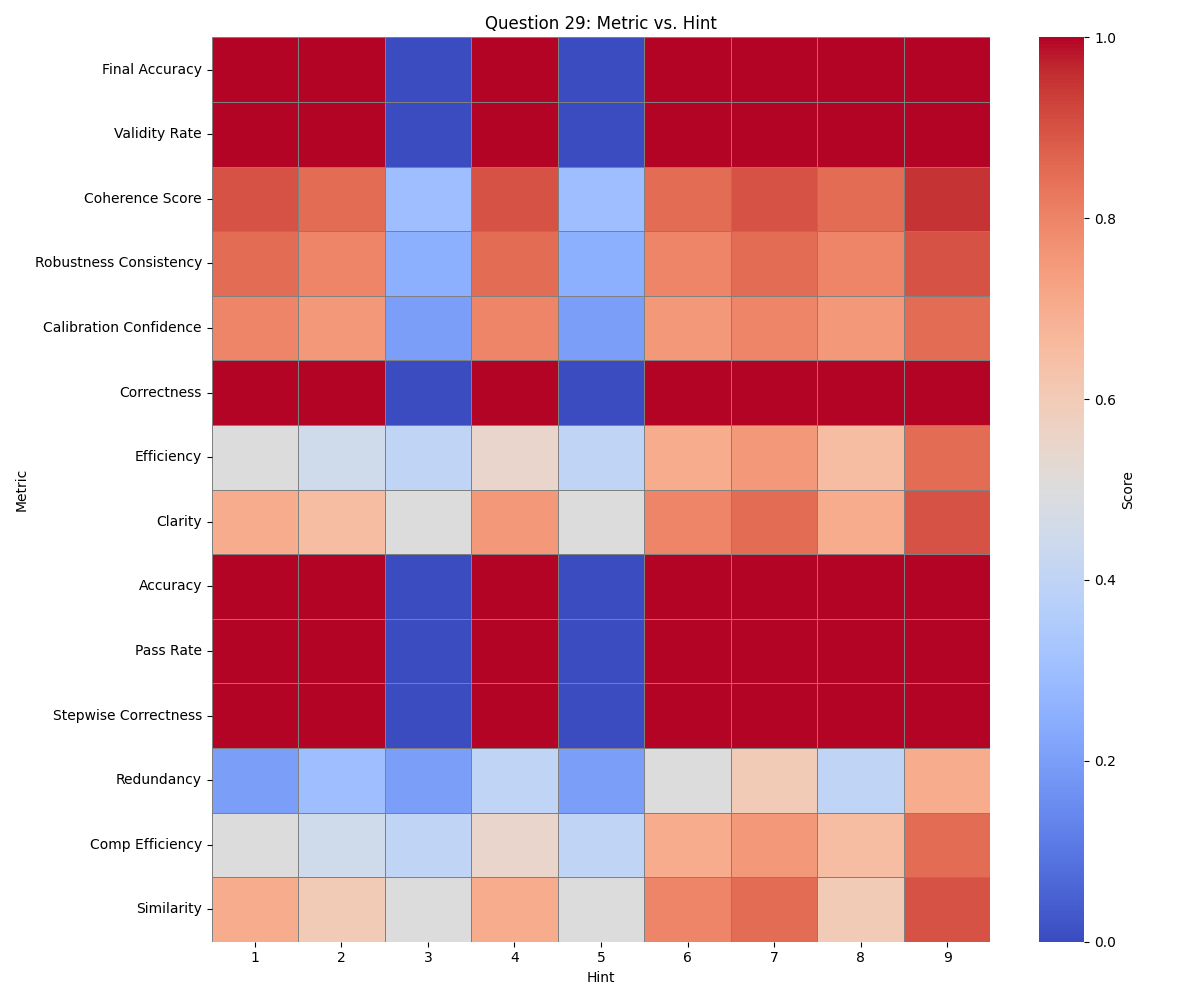 Question 29: Metric vs. Hint
Final Accuracy
Validity Rate
Coherence Score
Robustness Consistency
Calibration Confidence
Correctness
Efficiency
Clarity
Accuracy
Pass Rate
Stepwise Correctness
Redundancy
Comp Efficiency
Similarity
Metric
1 2 3 4 5 6 7 8 9
Hint
1.0
0.8
0.6
0.4
0.2
0.0
Score